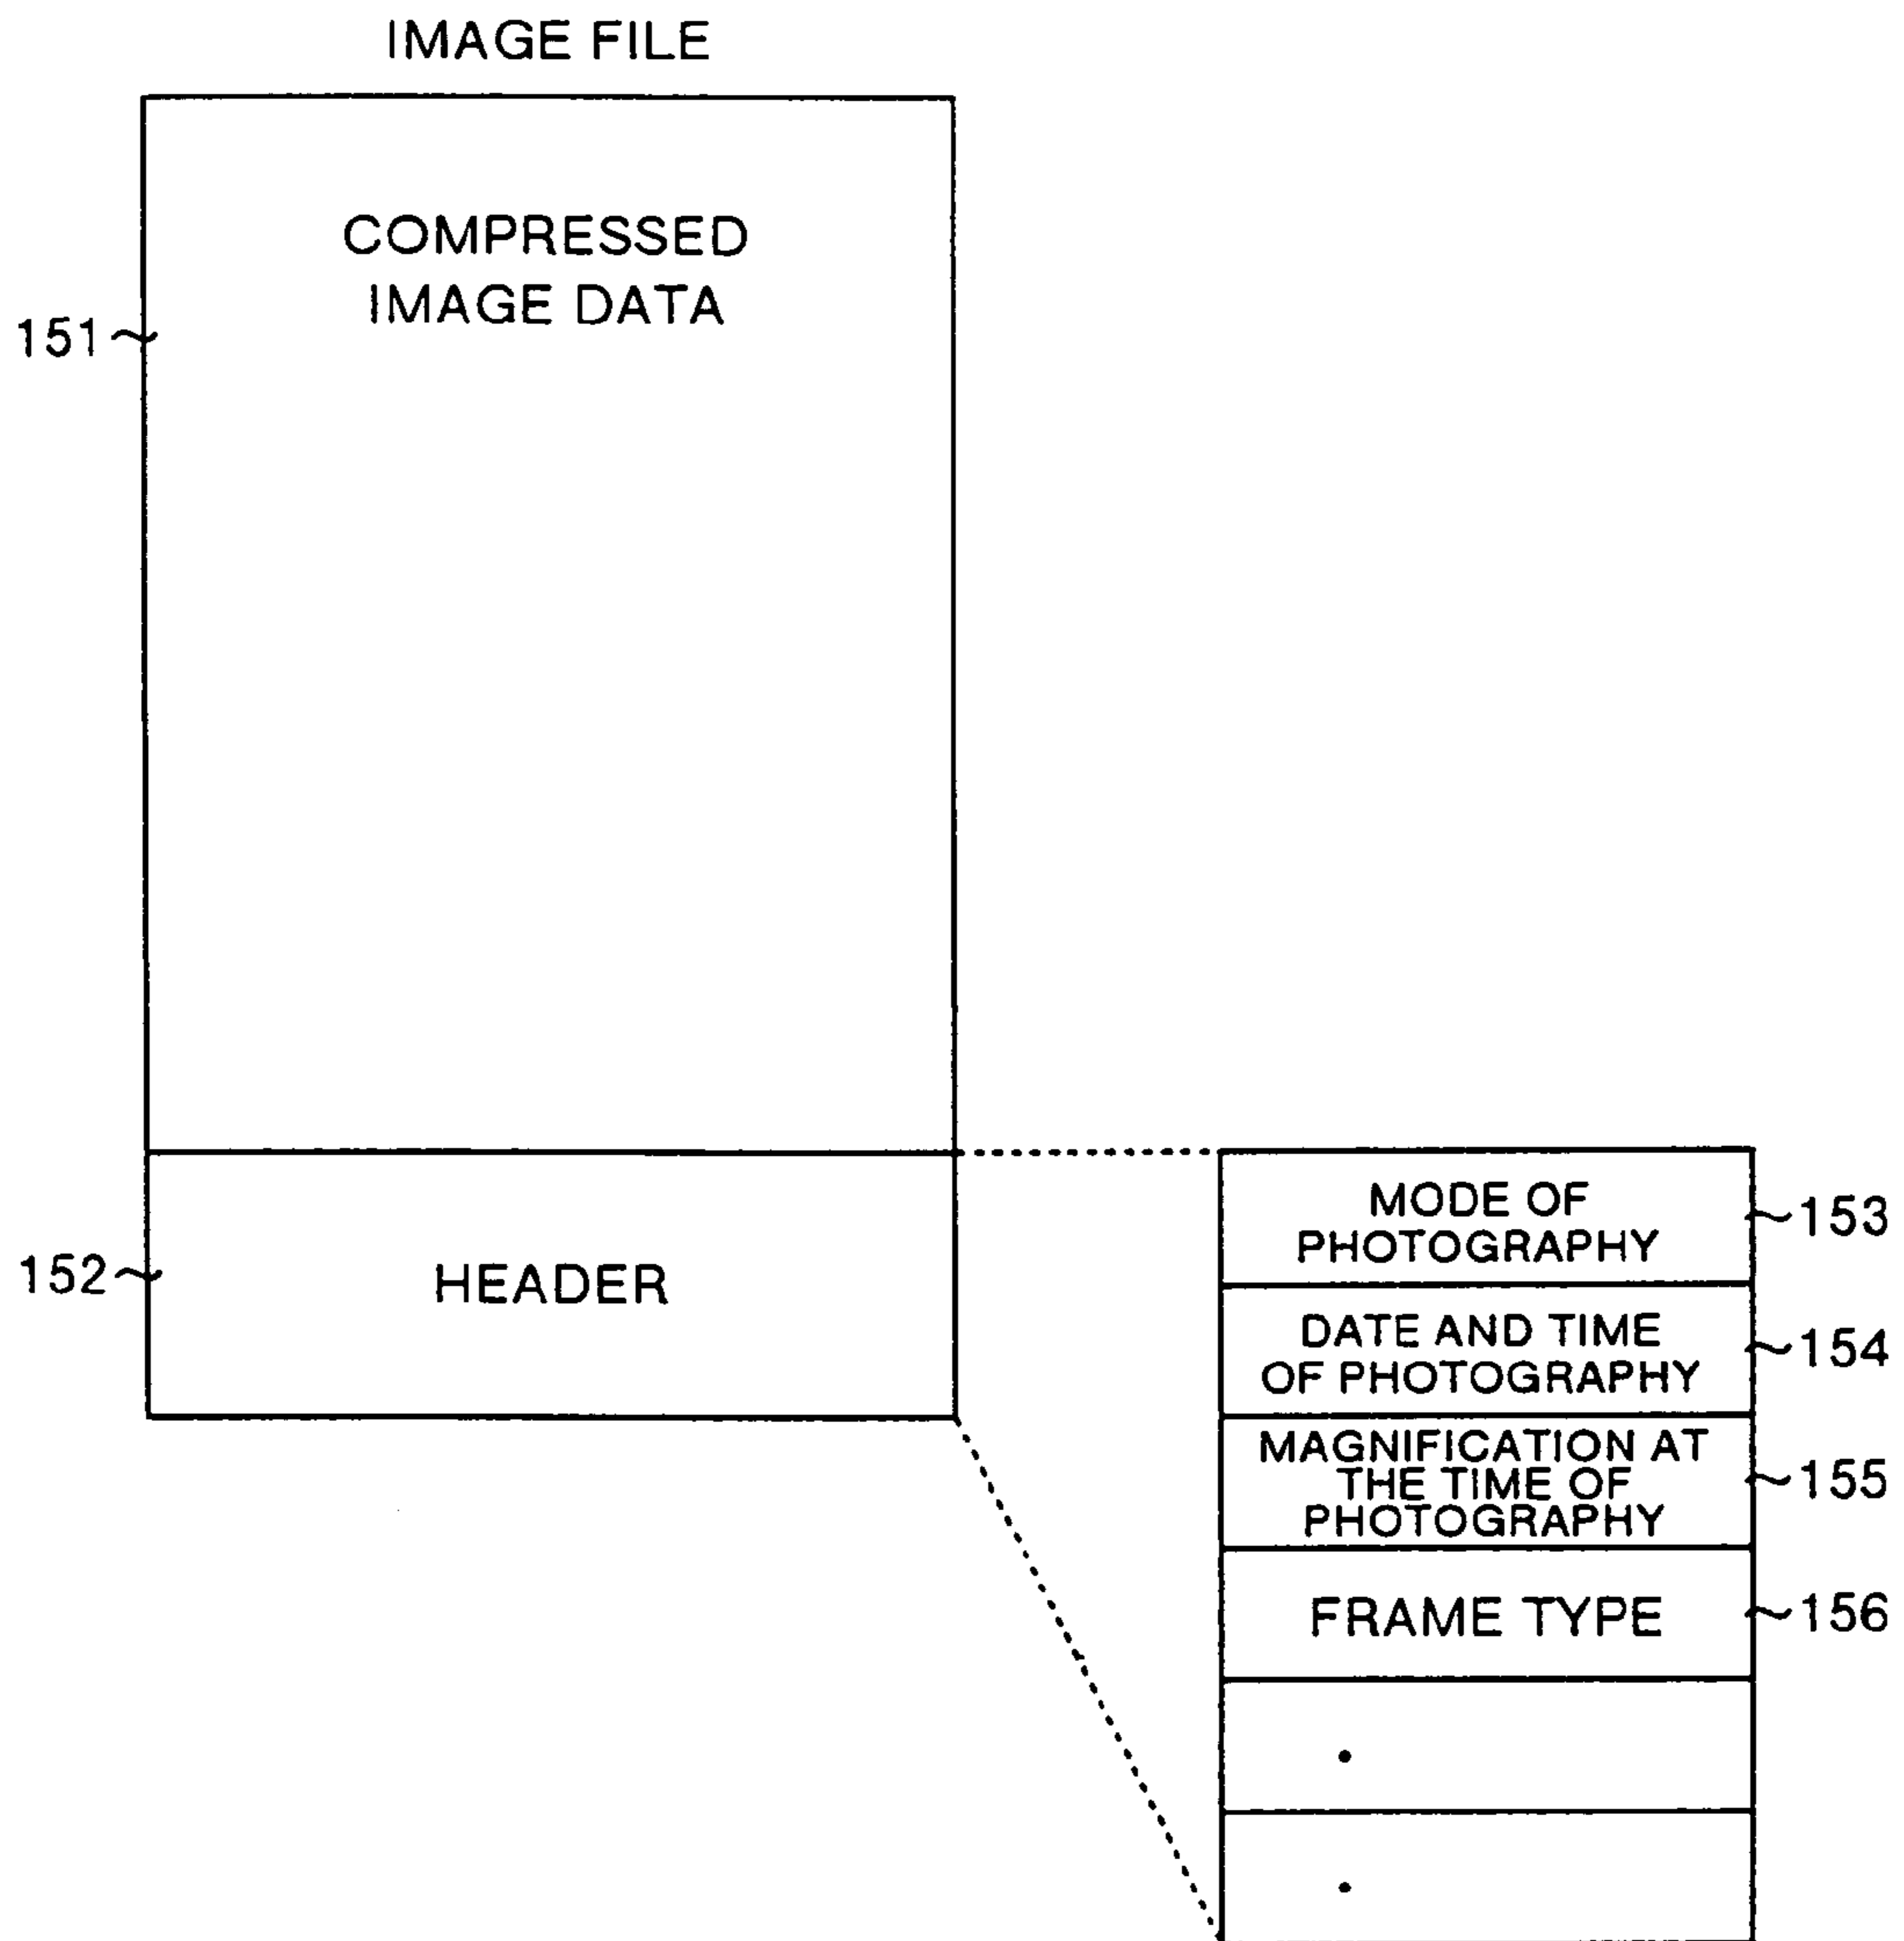 IMAGE FILE
COMPRESSED
IMAGE DATA
151
152
HEADER
MODE OF
PHOTOGRAPHY
153
DATE AND TIME
OF PHOTOGRAPHY
154
MAGNIFICATION AT
THE TIME OF
PHOTOGRAPHY
155
FRAME TYPE
156